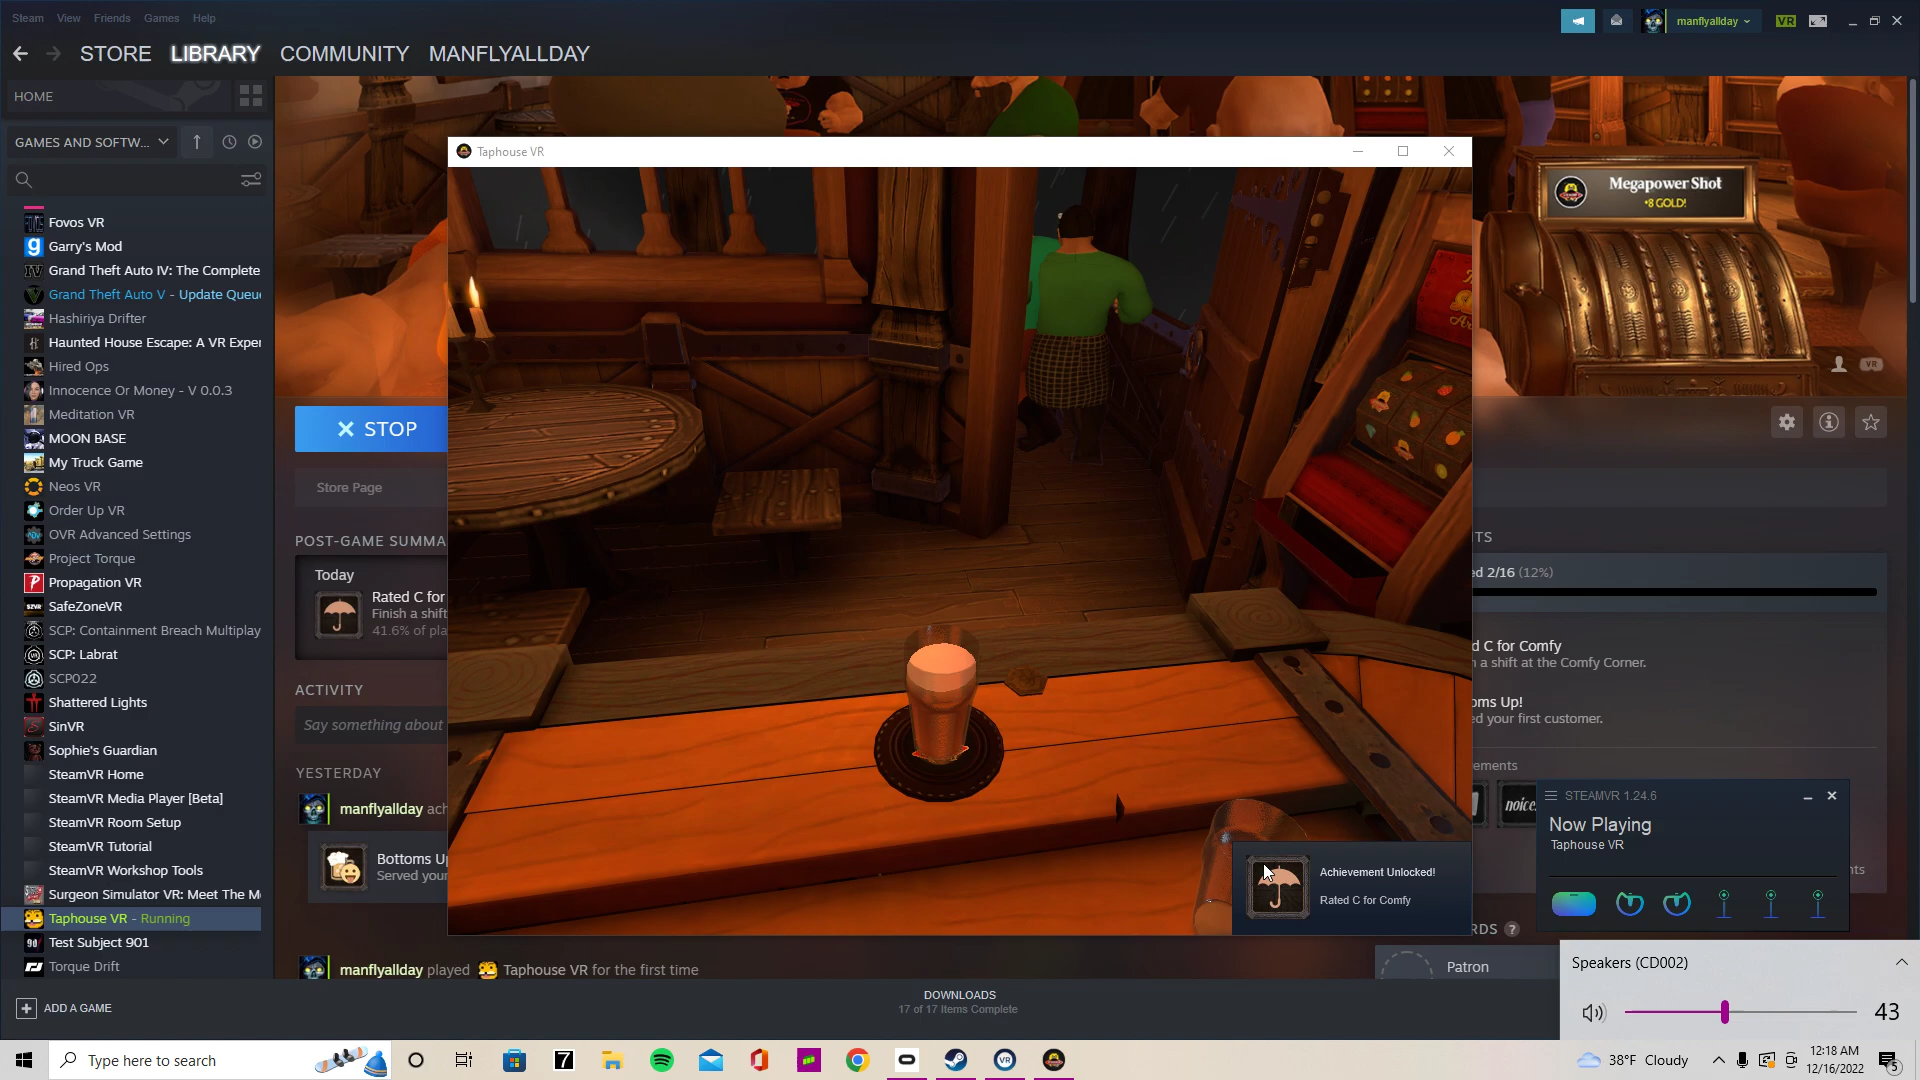 Steam View Friends Games Help
manflyallday
VR
STORE LIBRARY COMMUNITY MANFLYALLDAY
HOME
GAMES AND SOFTW...
Fovos VR
Garry's Mod
Grand Theft Auto IV: The Complete
Grand Theft Auto V - Update Queu
Hashiriya Drifter
Haunted House Escape: A VR Exper
Hired Ops
Innocence Or Money - V 0.0.3
Meditation VR
MOON BASE
My Truck Game
Neos VR
Order Up VR
OVR Advanced Settings
Project Torque
Propagation VR
SafeZoneVR
SCP: Containment Breach Multiplay
SCP: Labrat
SCP022
Shattered Lights
SinVR
Sophie's Guardian
SteamVR Home
SteamVR Media Player [Beta]
SteamVR Room Setup
SteamVR Tutorial
SteamVR Workshop Tools
Surgeon Simulator VR: Meet The M
Taphouse VR - Running
Test Subject 901
Torque Drift
ADD A GAME
Taphouse VR
Megapower Shot
+8 GOLD!
VR
STOP
Store Page
POST-GAME SUMMA
Today
Rated C for
Finish a shift
41.6% of pla
ACTIVITY
Say something about
YESTERDAY
manflyallday ach
Bottoms U
Served your
manflyallday played Taphouse VR for the first time
Achievement Unlocked!
Rated C for Comfy
TS
ed 2/16 (12%)
d C for Comfy
h a shift at the Comfy Corner.
oms Up!
ed your first customer.
ements
noice
nts
RDS ?
Patron
STEAMVR 1.24.6
Now Playing
Taphouse VR
Speakers (CD002)
43
DOWNLOADS
17 of 17 Items Complete
Type here to search
7
VR
38°F Cloudy
12:18 AM
12/16/2022
5